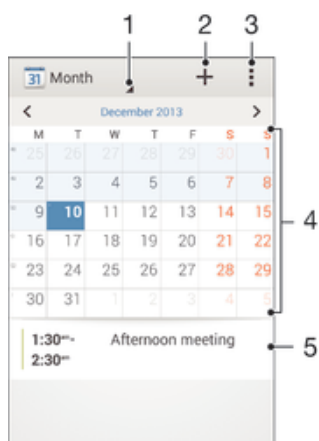 1 2 3
31 Month +
< December 2013 >
M T W T F S S
25 26 27 28 29 30 1
2 3 4 5 6 7 8
9 10 11 12 13 14 15
16 17 18 19 20 21 22
23 24 25 26 27 28 29
30 31 1 2 3 4 5
4
1:30 - Afternoon meeting
2:30
5